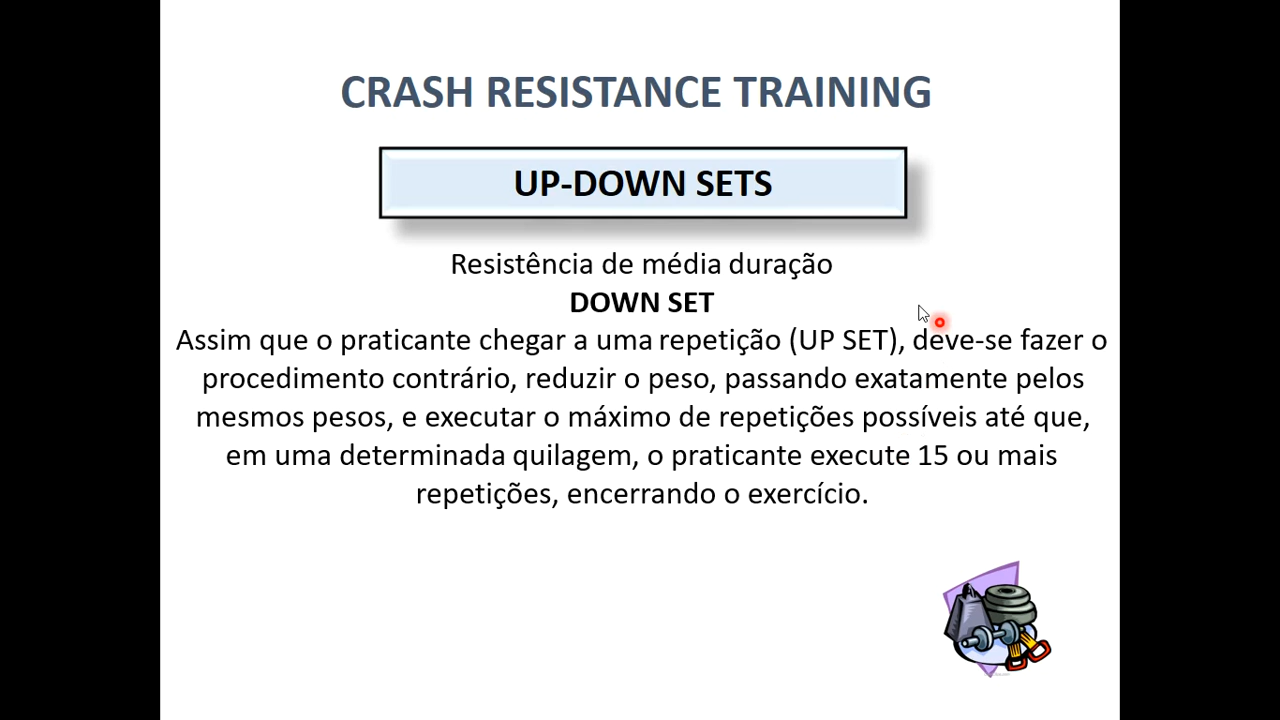 CRASH RESISTANCE TRAINING
UP-DOWN SETS
Resistência de média duração
DOWN SET
Assim que o praticante chegar a uma repetição (UP SET), deve-se fazer o
procedimento contrário, reduzir o peso, passando exatamente pelos
mesmos pesos, e executar o máximo de repetições possíveis até que,
em uma determinada quilagem, o praticante execute 15 ou mais
repetições, encerrando o exercício.